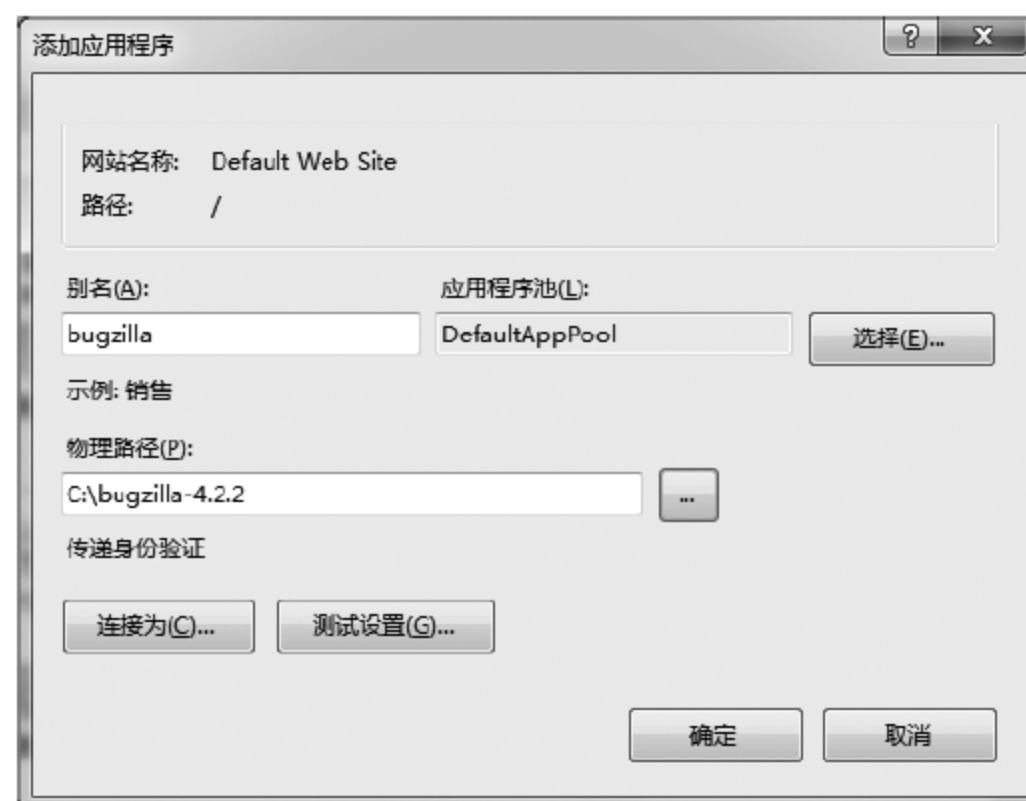 添加应用程序
网站名称: Default Web Site
路径: /
别名(A): 应用程序池(L):
bugzilla DefaultAppPool 选择(E)...
示例: 销售
物理路径(P):
C:\bugzilla-4.2.2 ...
传递身份验证
连接为(C)... 测试设置(G)...
确定 取消